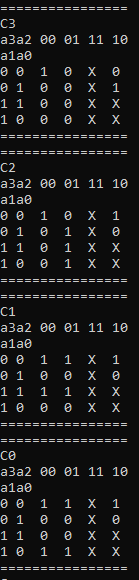 =================
C3
a3a2 00 01 11 10
a1a0
0 0  1  0  X  0
0 1  0  0  X  1
1 1  0  0  X  X
1 0  0  0  X  X
=================
=================
C2
a3a2 00 01 11 10
a1a0
0 0  1  0  X  1
0 1  0  1  X  0
1 1  0  1  X  X
1 0  0  1  X  X
=================
=================
C1
a3a2 00 01 11 10
a1a0
0 0  1  1  X  1
0 1  0  0  X  0
1 1  1  1  X  X
1 0  0  0  X  X
=================
=================
C0
a3a2 00 01 11 10
a1a0
0 0  1  1  X  1
0 1  0  0  X  0
1 1  0  0  X  X
1 0  1  1  X  X
=================